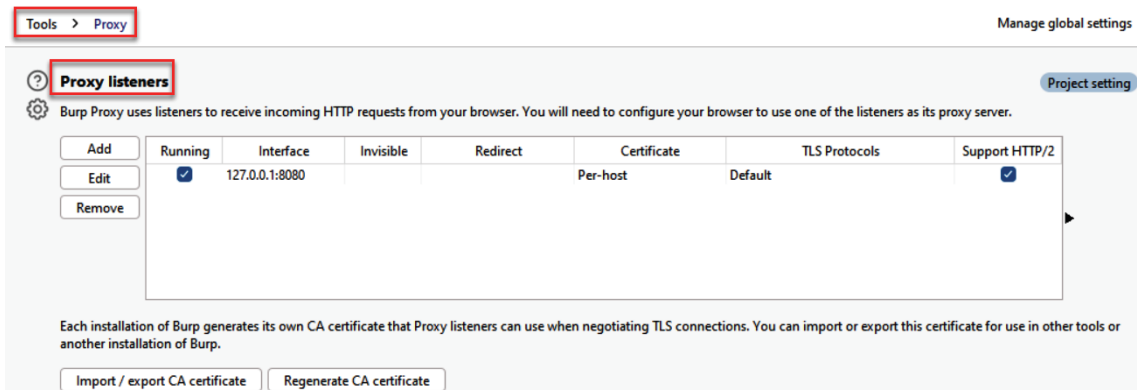 Tools > Proxy
Manage global settings
Proxy listeners
Project setting
Burp Proxy uses listeners to receive incoming HTTP requests from your browser. You will need to configure your browser to use one of the listeners as its proxy server.
Add
Edit
Remove
Running Interface Invisible Redirect Certificate TLS Protocols Support HTTP/2
127.0.0.1:8080 Per-host Default
Each installation of Burp generates its own CA certificate that Proxy listeners can use when negotiating TLS connections. You can import or export this certificate for use in other tools or
another installation of Burp.
Import / export CA certificate Regenerate CA certificate